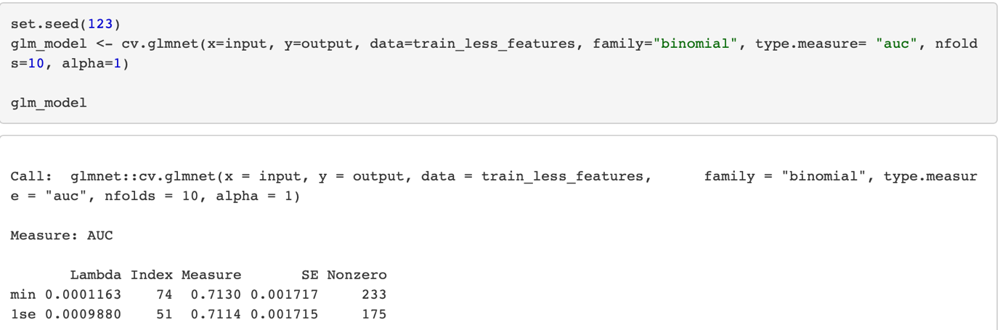 set.seed(123)
glm_model <- cv.glmnet(x=input, y=output, data=train_less_features, family="binomial", type.measure= "auc", nfold
s=10, alpha=1)
glm_model
Call:  glmnet::cv.glmnet(x = input, y = output, data = train_less_features,      family = "binomial", type.measur
e = "auc", nfolds = 10, alpha = 1)
Measure: AUC
       Lambda Index Measure       SE Nonzero
min 0.0001163    74  0.7130 0.001717     233
1se 0.0009880    51  0.7114 0.001715     175